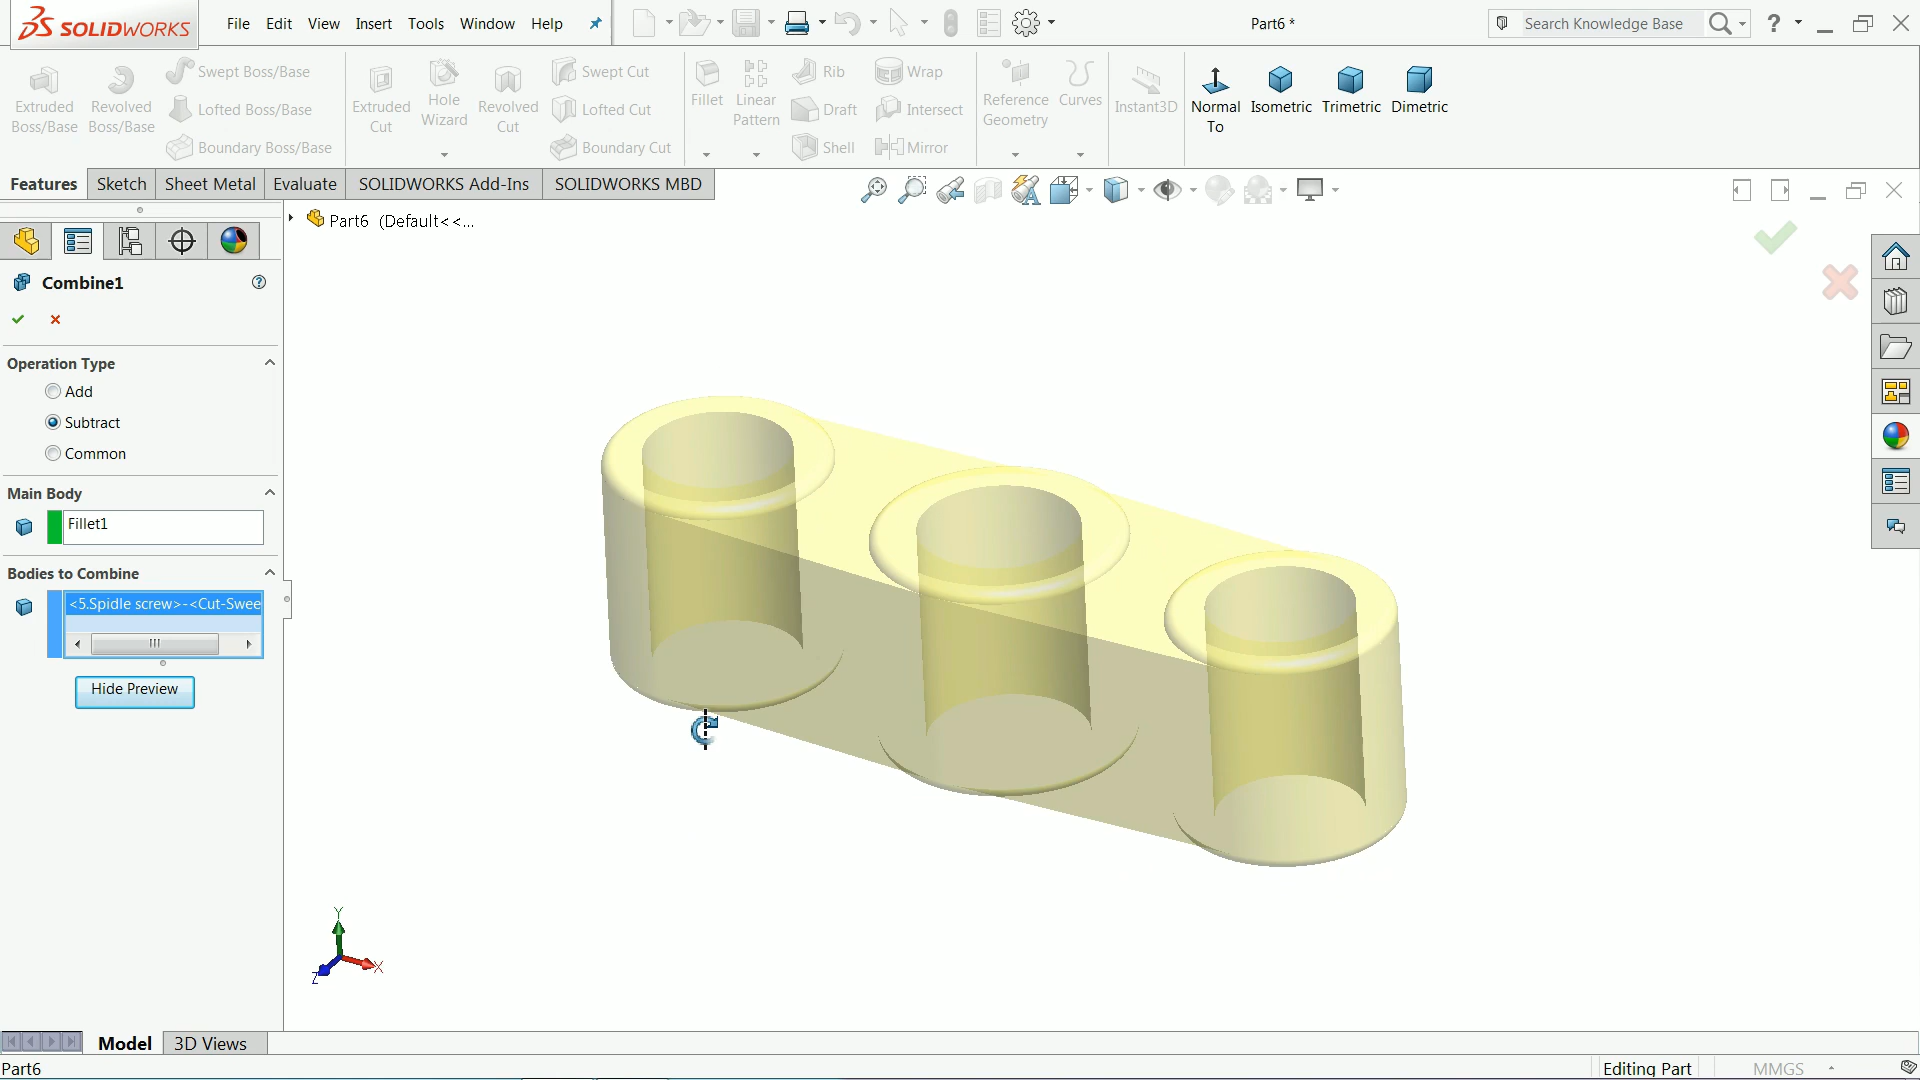 SOLIDWORKS
File Edit View Insert Tools Window Help
Part6 *
Search Knowledge Base
?
Extruded Boss/Base
Revolved Boss/Base
Swept Boss/Base
Lofted Boss/Base
Boundary Boss/Base
Extruded Cut
Hole Wizard
Revolved Cut
Swept Cut
Lofted Cut
Boundary Cut
Fillet
Linear Pattern
Rib
Draft
Shell
Wrap
Intersect
Mirror
Reference Geometry
Curves
Instant3D
Normal To
Isometric
Trimetric
Dimetric
Features Sketch Sheet Metal Evaluate SOLIDWORKS Add-Ins SOLIDWORKS MBD
Part6 (Default<<...
Combine1
Operation Type
Add
Subtract
Common
Main Body
Fillet1
Bodies to Combine
<5.Spidle screw>-<Cut-Swee
Hide Preview
Y
X
Z
Model 3D Views
Part6
Editing Part
MMGS